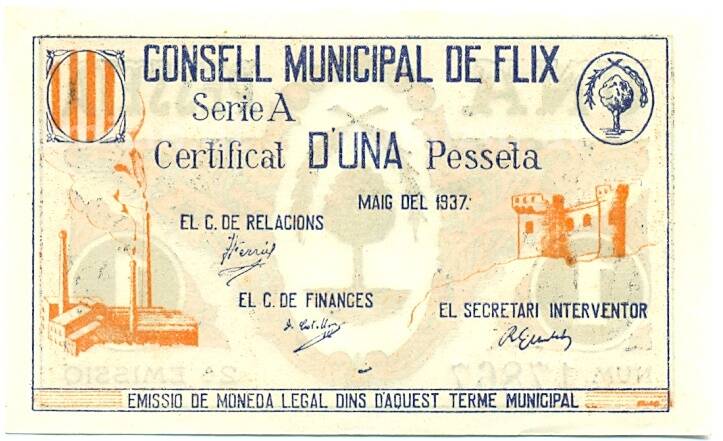 CONSELL MUNICIPAL DE FLIX
Serie A
Certificat D'UNA Pesseta
MAIG DEL 1937.
EL C. DE RELACIONS
EL C. DE FINANCES
EL SECRETARI INTERVENTOR
EMISSIO DE MONEDA LEGAL DINS D'AQUEST TERME MUNICIPAL